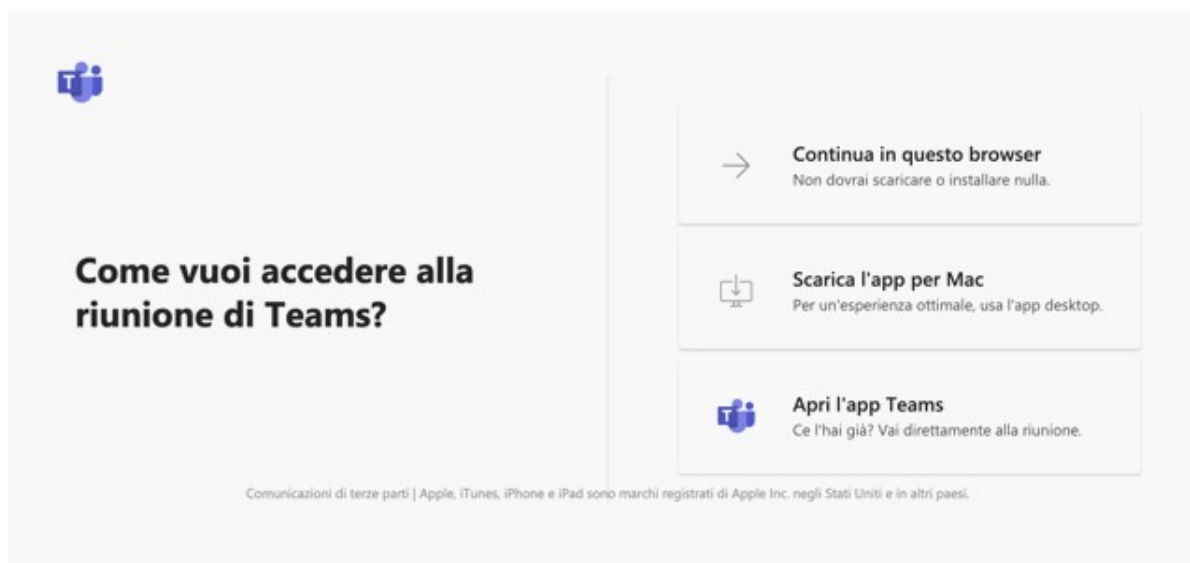 Come vuoi accedere alla
riunione di Teams?
Continua in questo browser
Non dovrai scaricare o installare nulla.
Scarica l'app per Mac
Per un'esperienza ottimale, usa l'app desktop.
T
Apri l'app Teams
Ce l'hai già? Vai direttamente alla riunione.
Comunicazioni di terze parti | Apple, iTunes, iPhone e iPad sono marchi registrati di Apple Inc. negli Stati Uniti e in altri paesi.